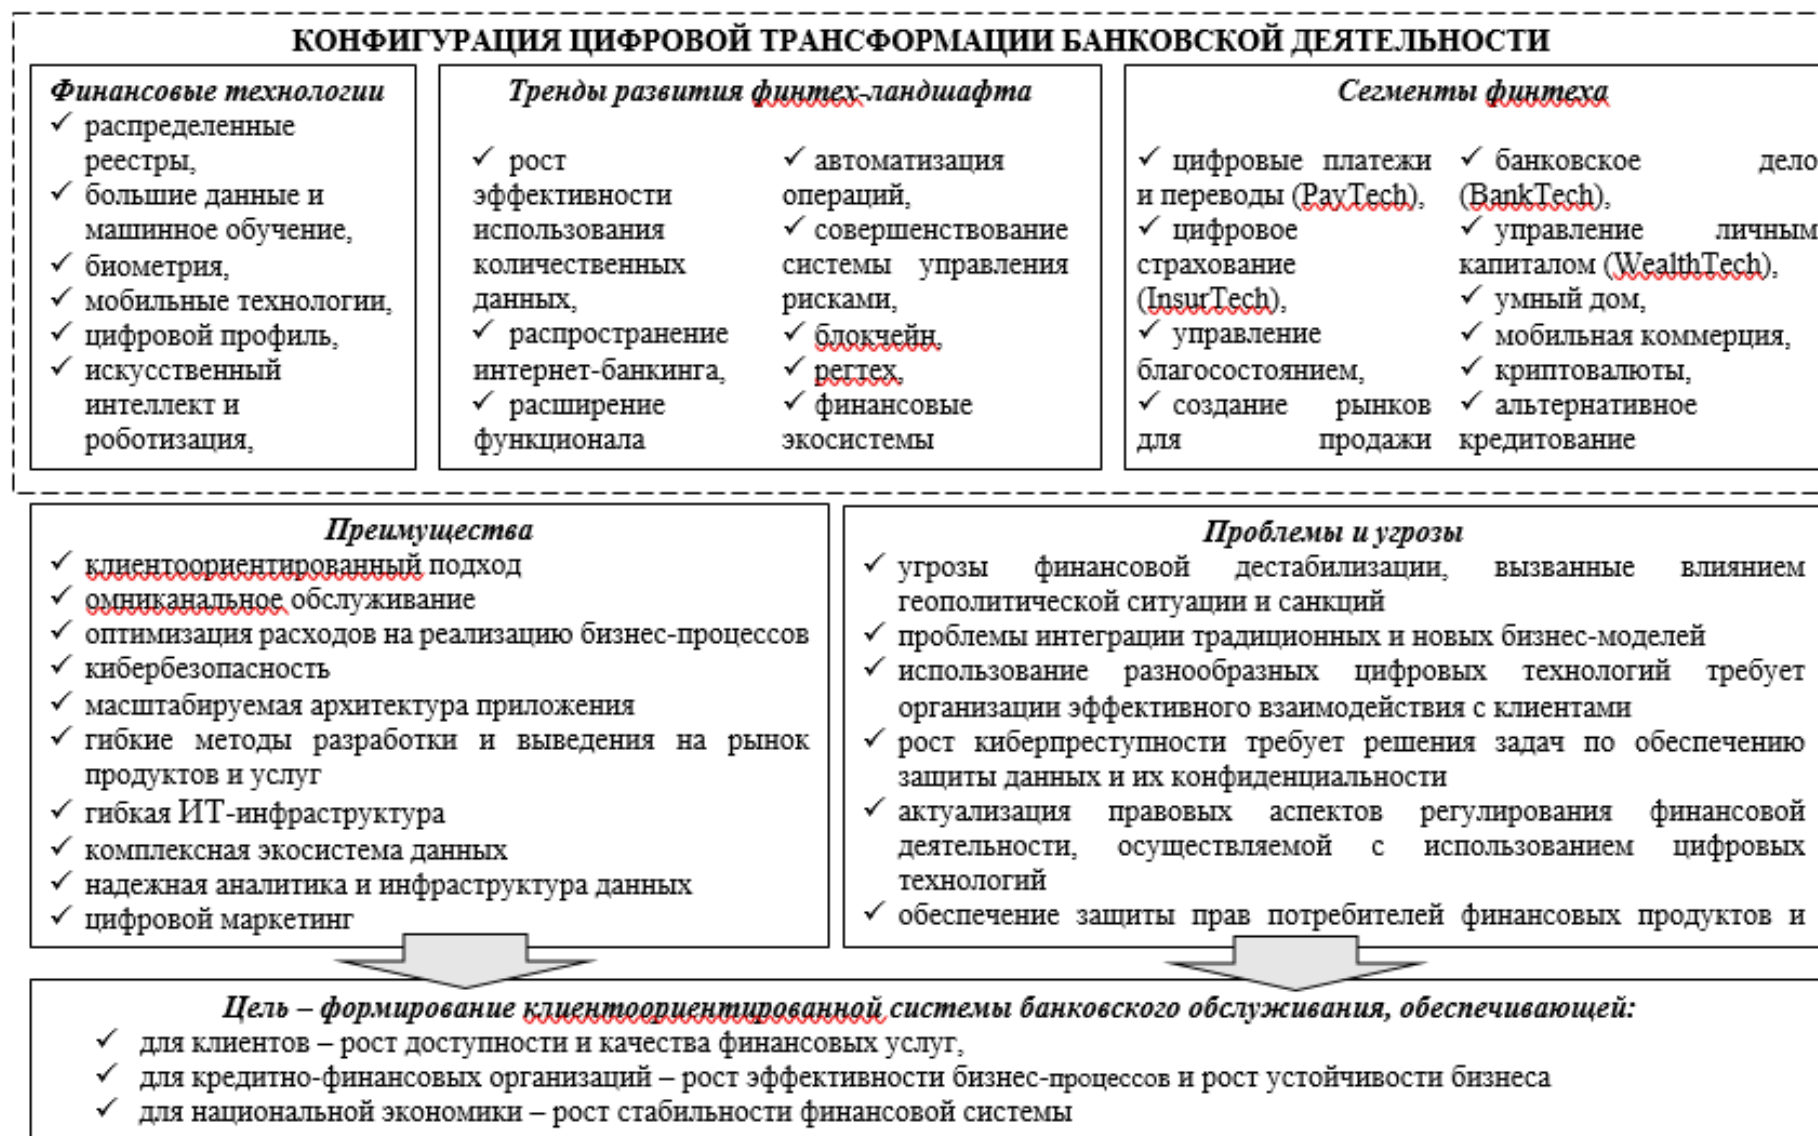 КОНФИГУРАЦИЯ ЦИФРОВОЙ ТРАНСФОРМАЦИИ БАНКОВСКОЙ ДЕЯТЕЛЬНОСТИ
Финансовые технологии
✓ распределенные
реестры,
✓ большие данные и
машинное обучение,
✓ биометрия,
✓ мобильные технологии,
✓ цифровой профиль,
✓ искусственный
интеллект и
роботизация,
Тренды развития финтех-ландшафта
✓ рост
эффективности
использования
количественных
данных,
✓ распространение
интернет-банкинга,
✓ расширение
функционала
✓ автоматизация
операций,
✓ совершенствование
системы управления
рисками,
✓ блокчейн,
✓ регтех,
✓ финансовые
экосистемы
Сегменты финтеха
✓ цифровые платежи
и переводы (PayTech),
✓ цифровое
страхование
(InsurTech),
✓ управление
благосостоянием,
✓ создание рынков
для продажи
✓ банковское дело
(BankTech),
✓ управление личным
капиталом (WealthTech),
✓ умный дом,
✓ мобильная коммерция,
✓ криптовалюты,
✓ альтернативное
кредитование
Преимущества
✓ клиентоориентированный подход
✓ омниканальное обслуживание
✓ оптимизация расходов на реализацию бизнес-процессов
✓ кибербезопасность
✓ масштабируемая архитектура приложения
✓ гибкие методы разработки и выведения на рынок
продуктов и услуг
✓ гибкая ИТ-инфраструктура
✓ комплексная экосистема данных
✓ надежная аналитика и инфраструктура данных
✓ цифровой маркетинг
Проблемы и угрозы
✓ угрозы финансовой дестабилизации, вызванные влиянием
геополитической ситуации и санкций
✓ проблемы интеграции традиционных и новых бизнес-моделей
✓ использование разнообразных цифровых технологий требует
организации эффективного взаимодействия с клиентами
✓ рост киберпреступности требует решения задач по обеспечению
защиты данных и их конфиденциальности
✓ актуализация правовых аспектов регулирования финансовой
деятельности, осуществляемой с использованием цифровых
технологий
✓ обеспечение защиты прав потребителей финансовых продуктов и
Цель – формирование клиентоориентированной системы банковского обслуживания, обеспечивающей:
✓ для клиентов – рост доступности и качества финансовых услуг,
✓ для кредитно-финансовых организаций – рост эффективности бизнес-процессов и рост устойчивости бизнеса
✓ для национальной экономики – рост стабильности финансовой системы